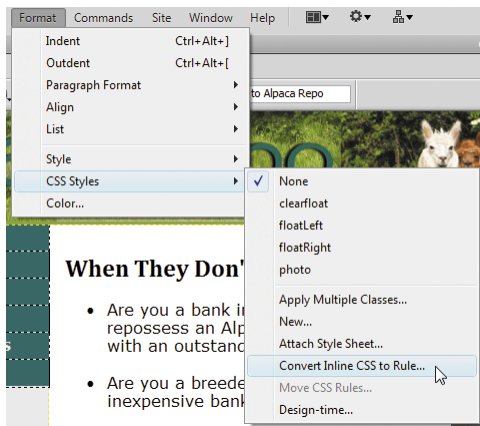 Format Commands Site Window Help
Indent Ctrl+Alt+]
Outdent Ctrl+Alt+[
Paragraph Format
Align
List
to Alpaca Repo
Style
CSS Styles
Color...
None
clearfloat
floatLeft
floatRight
photo
Apply Multiple Classes...
New...
Attach Style Sheet...
Convert Inline CSS to Rule...
Move CSS Rules...
Design-time...
When They Don'
• Are you a bank in
repossess an Alp
with an outstand
• Are you a breede
inexpensive bank
s